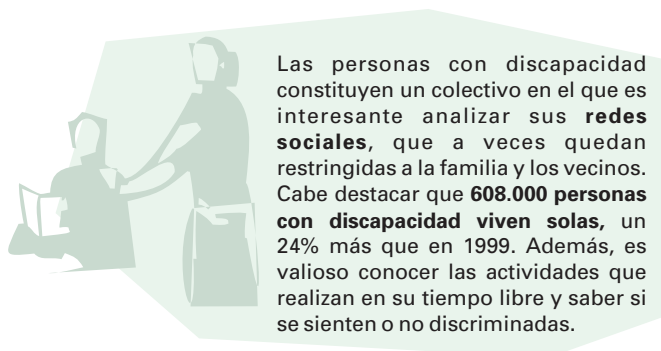 Las personas con discapacidad
constituyen un colectivo en el que es
interesante analizar sus redes
sociales, que a veces quedan
restringidas a la familia y los vecinos.
Cabe destacar que 608.000 personas
con discapacidad viven solas, un
24% más que en 1999. Además, es
valioso conocer las actividades que
realizan en su tiempo libre y saber si
se sienten o no discriminadas.